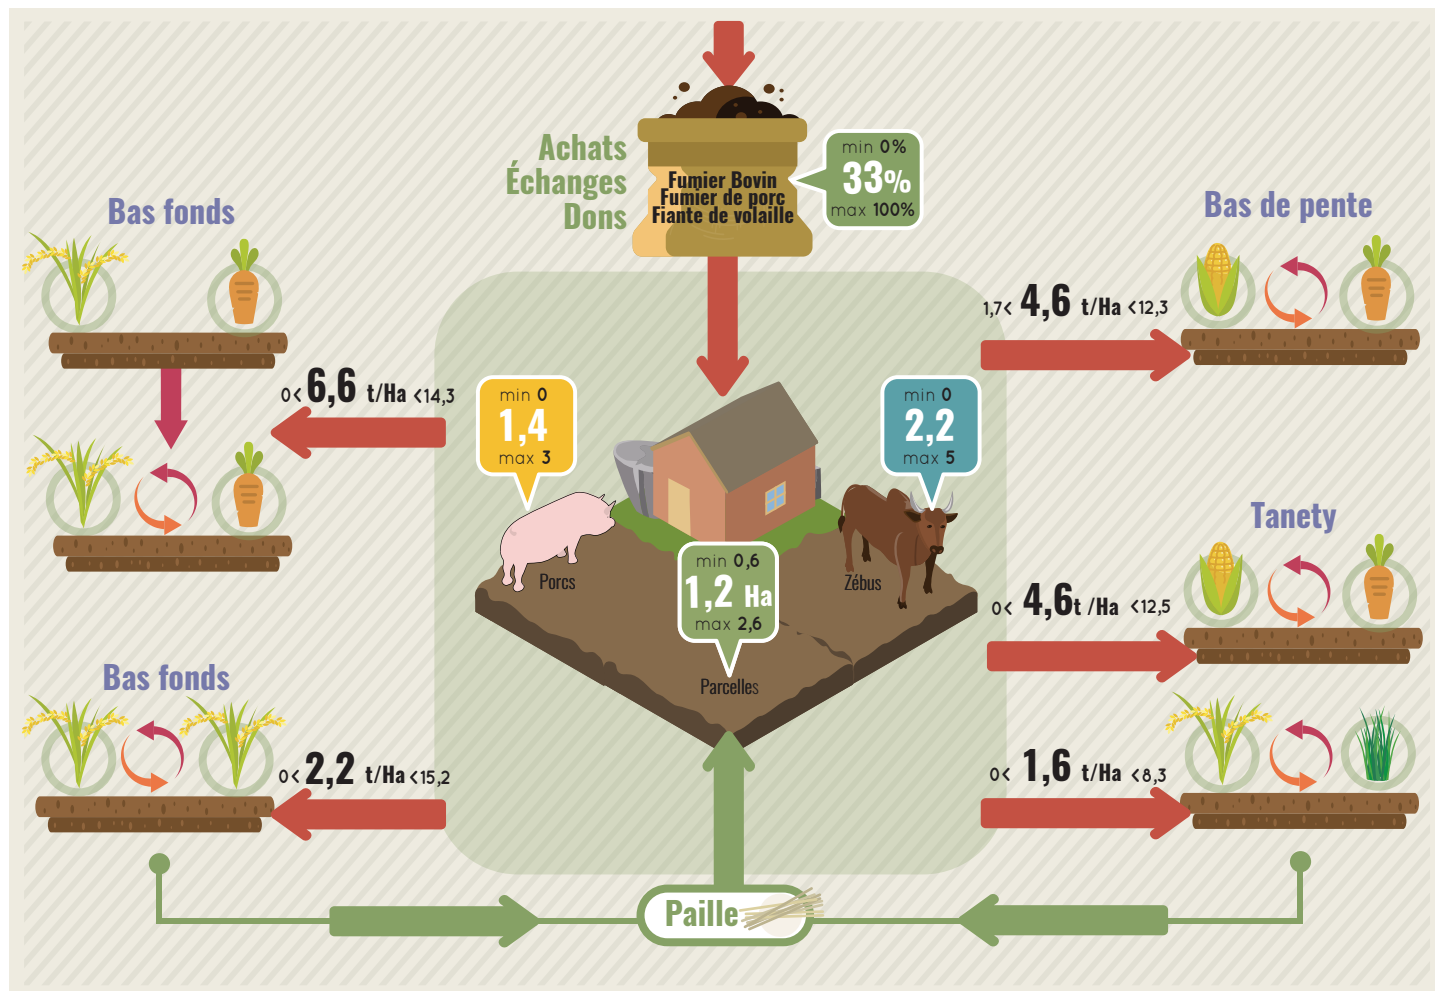 Achats
Échanges
Dons
Fumier Bovin
Fumier de porc
Fiante de volaille
min 0%
33%
max 100%
Bas fonds
Bas de pente
1,7< 4,6 t/Ha <12,3
0< 6,6 t/Ha <14,3
min 0
1,4
max 3
min 0
2,2
max 5
Porcs
Zébus
min 0,6
1,2 Ha
max 2,6
Parcelles
Tanety
0< 4,6t /Ha <12,5
Bas fonds
0< 2,2 t/Ha <15,2
0< 1,6 t/Ha <8,3
Paille